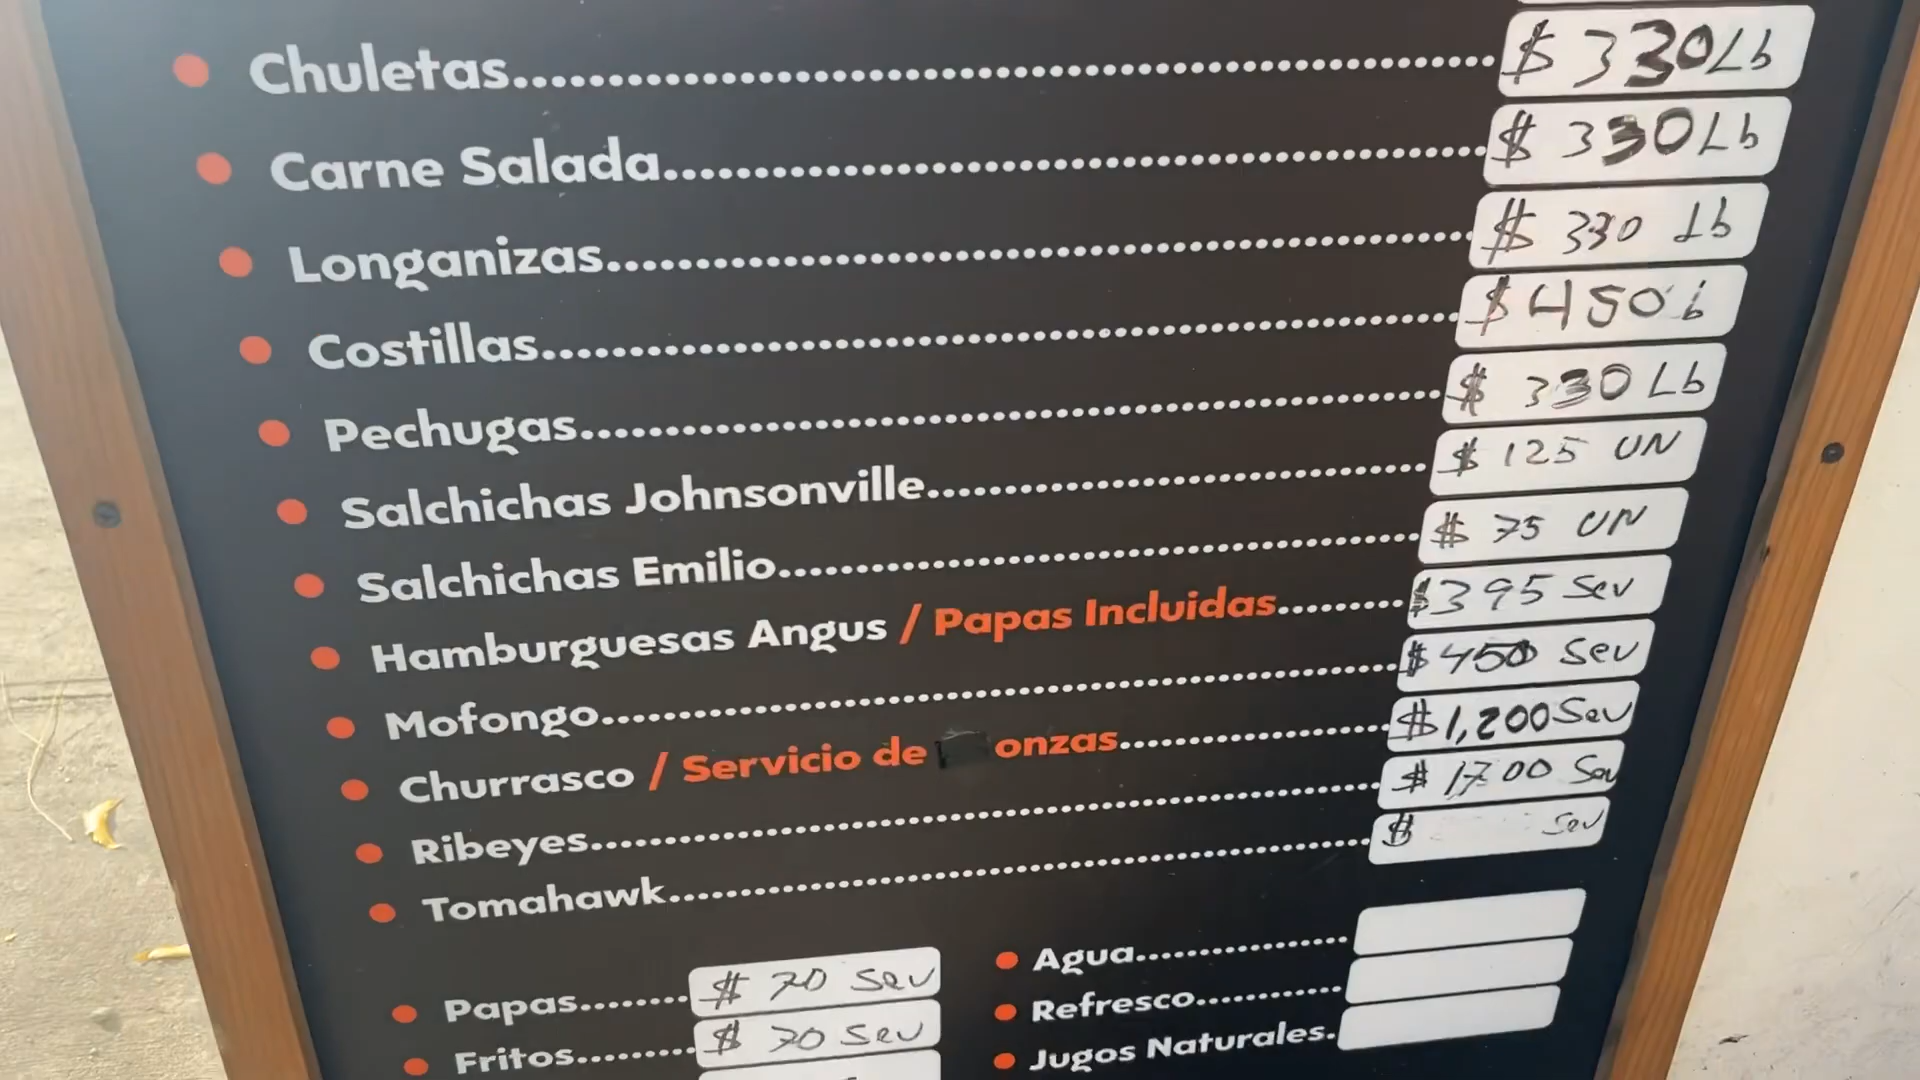 Chuletas $ 330Lb
Carne Salada $ 330Lb
Longanizas $ 330 Lb
Costillas $450
Pechugas $ 330 Lb
Salchichas Johnsonville $ 125 UN
Salchichas Emilio $ 75 UN
Hamburguesas Angus / Papas Incluidas $395 Sev
Mofongo $450 Sev
Churrasco / Servicio de onzas $1,200 Sev
Ribeyes $ 1700 Sev
Tomahawk $ Sev
Papas $ 70 Sev
Fritos $ 70 Sev
Agua
Refresco
Jugos Naturales